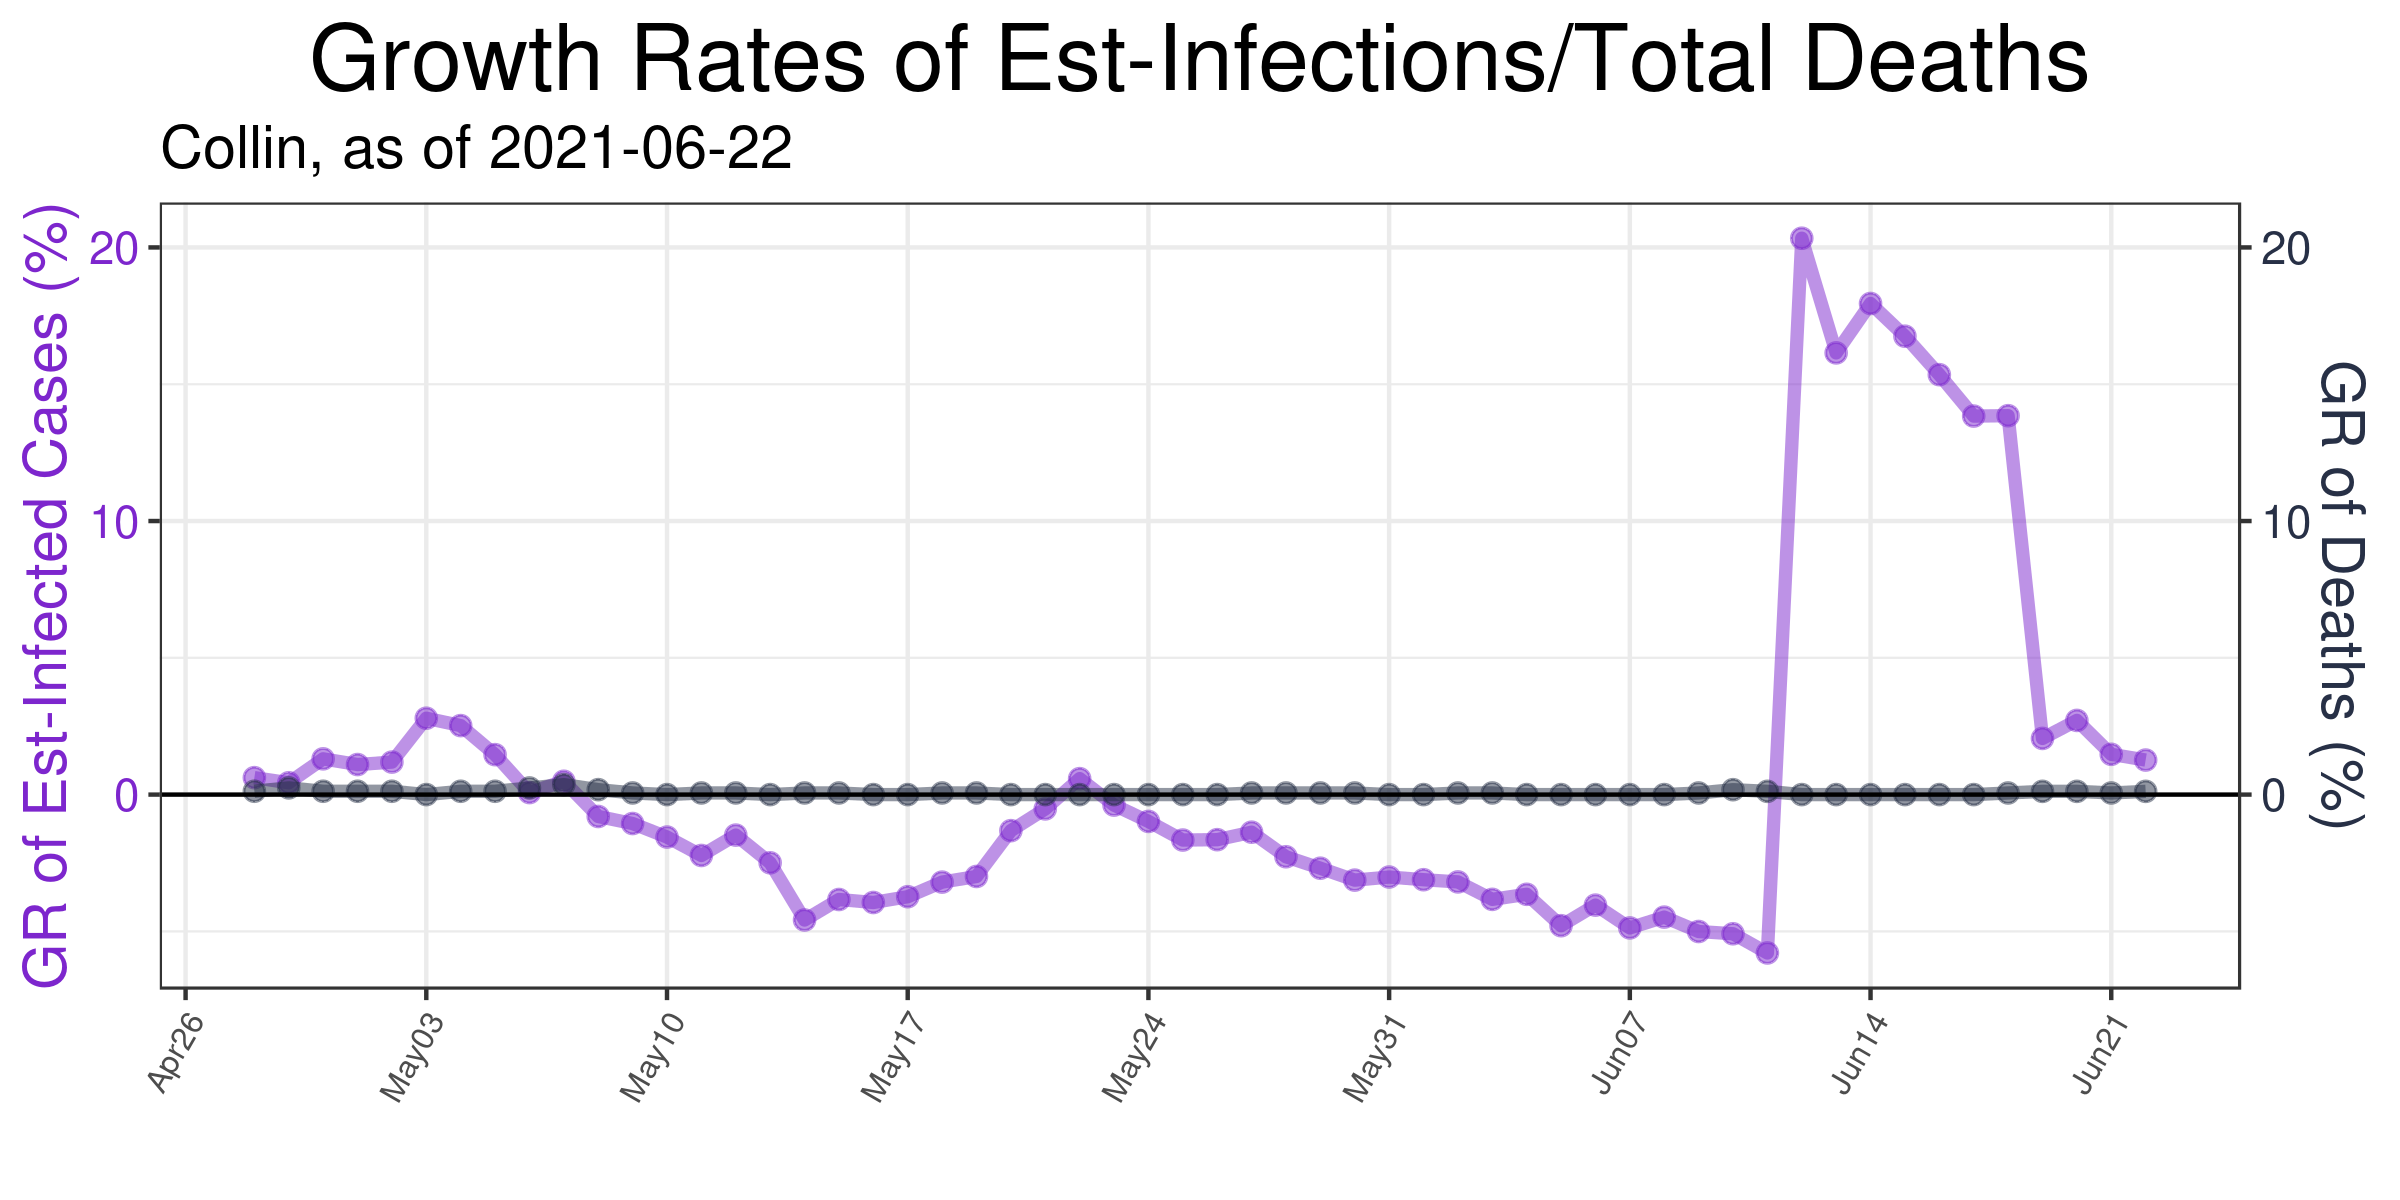 Growth Rates of Est-Infections/Total Deaths
Collin, as of 2021-06-22
GR of Est-Infected Cases (%)
20
10
0
20
10
0
GR of Deaths (%)
Apr26
May03
May10
May17
May24
May31
Jun07
Jun14
Jun21